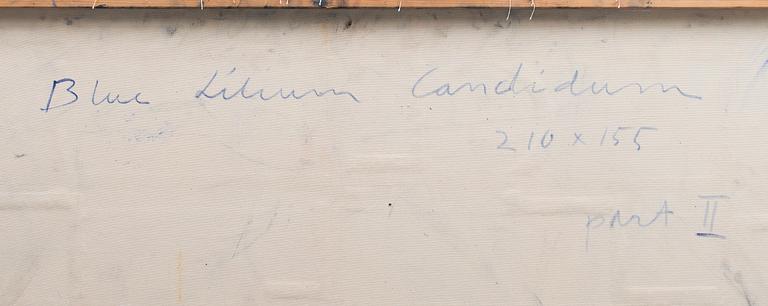 Blue Lilium Candidum
210 x 155
part II